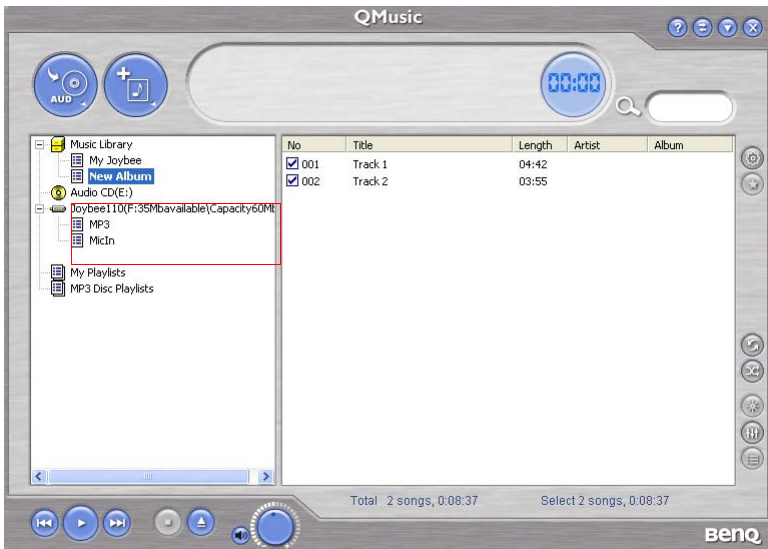 QMusic
AUD
00:00
Music Library
My Joybee
New Album
Audio CD(E:)
Joybee110(F:35Mbavailable\Capacity60Mb
MP3
MicIn
My Playlists
MP3 Disc Playlists
No Title Length Artist Album
001 Track 1 04:42
002 Track 2 03:55
Total 2 songs, 0:08:37 Select 2 songs, 0:08:37
BenQ